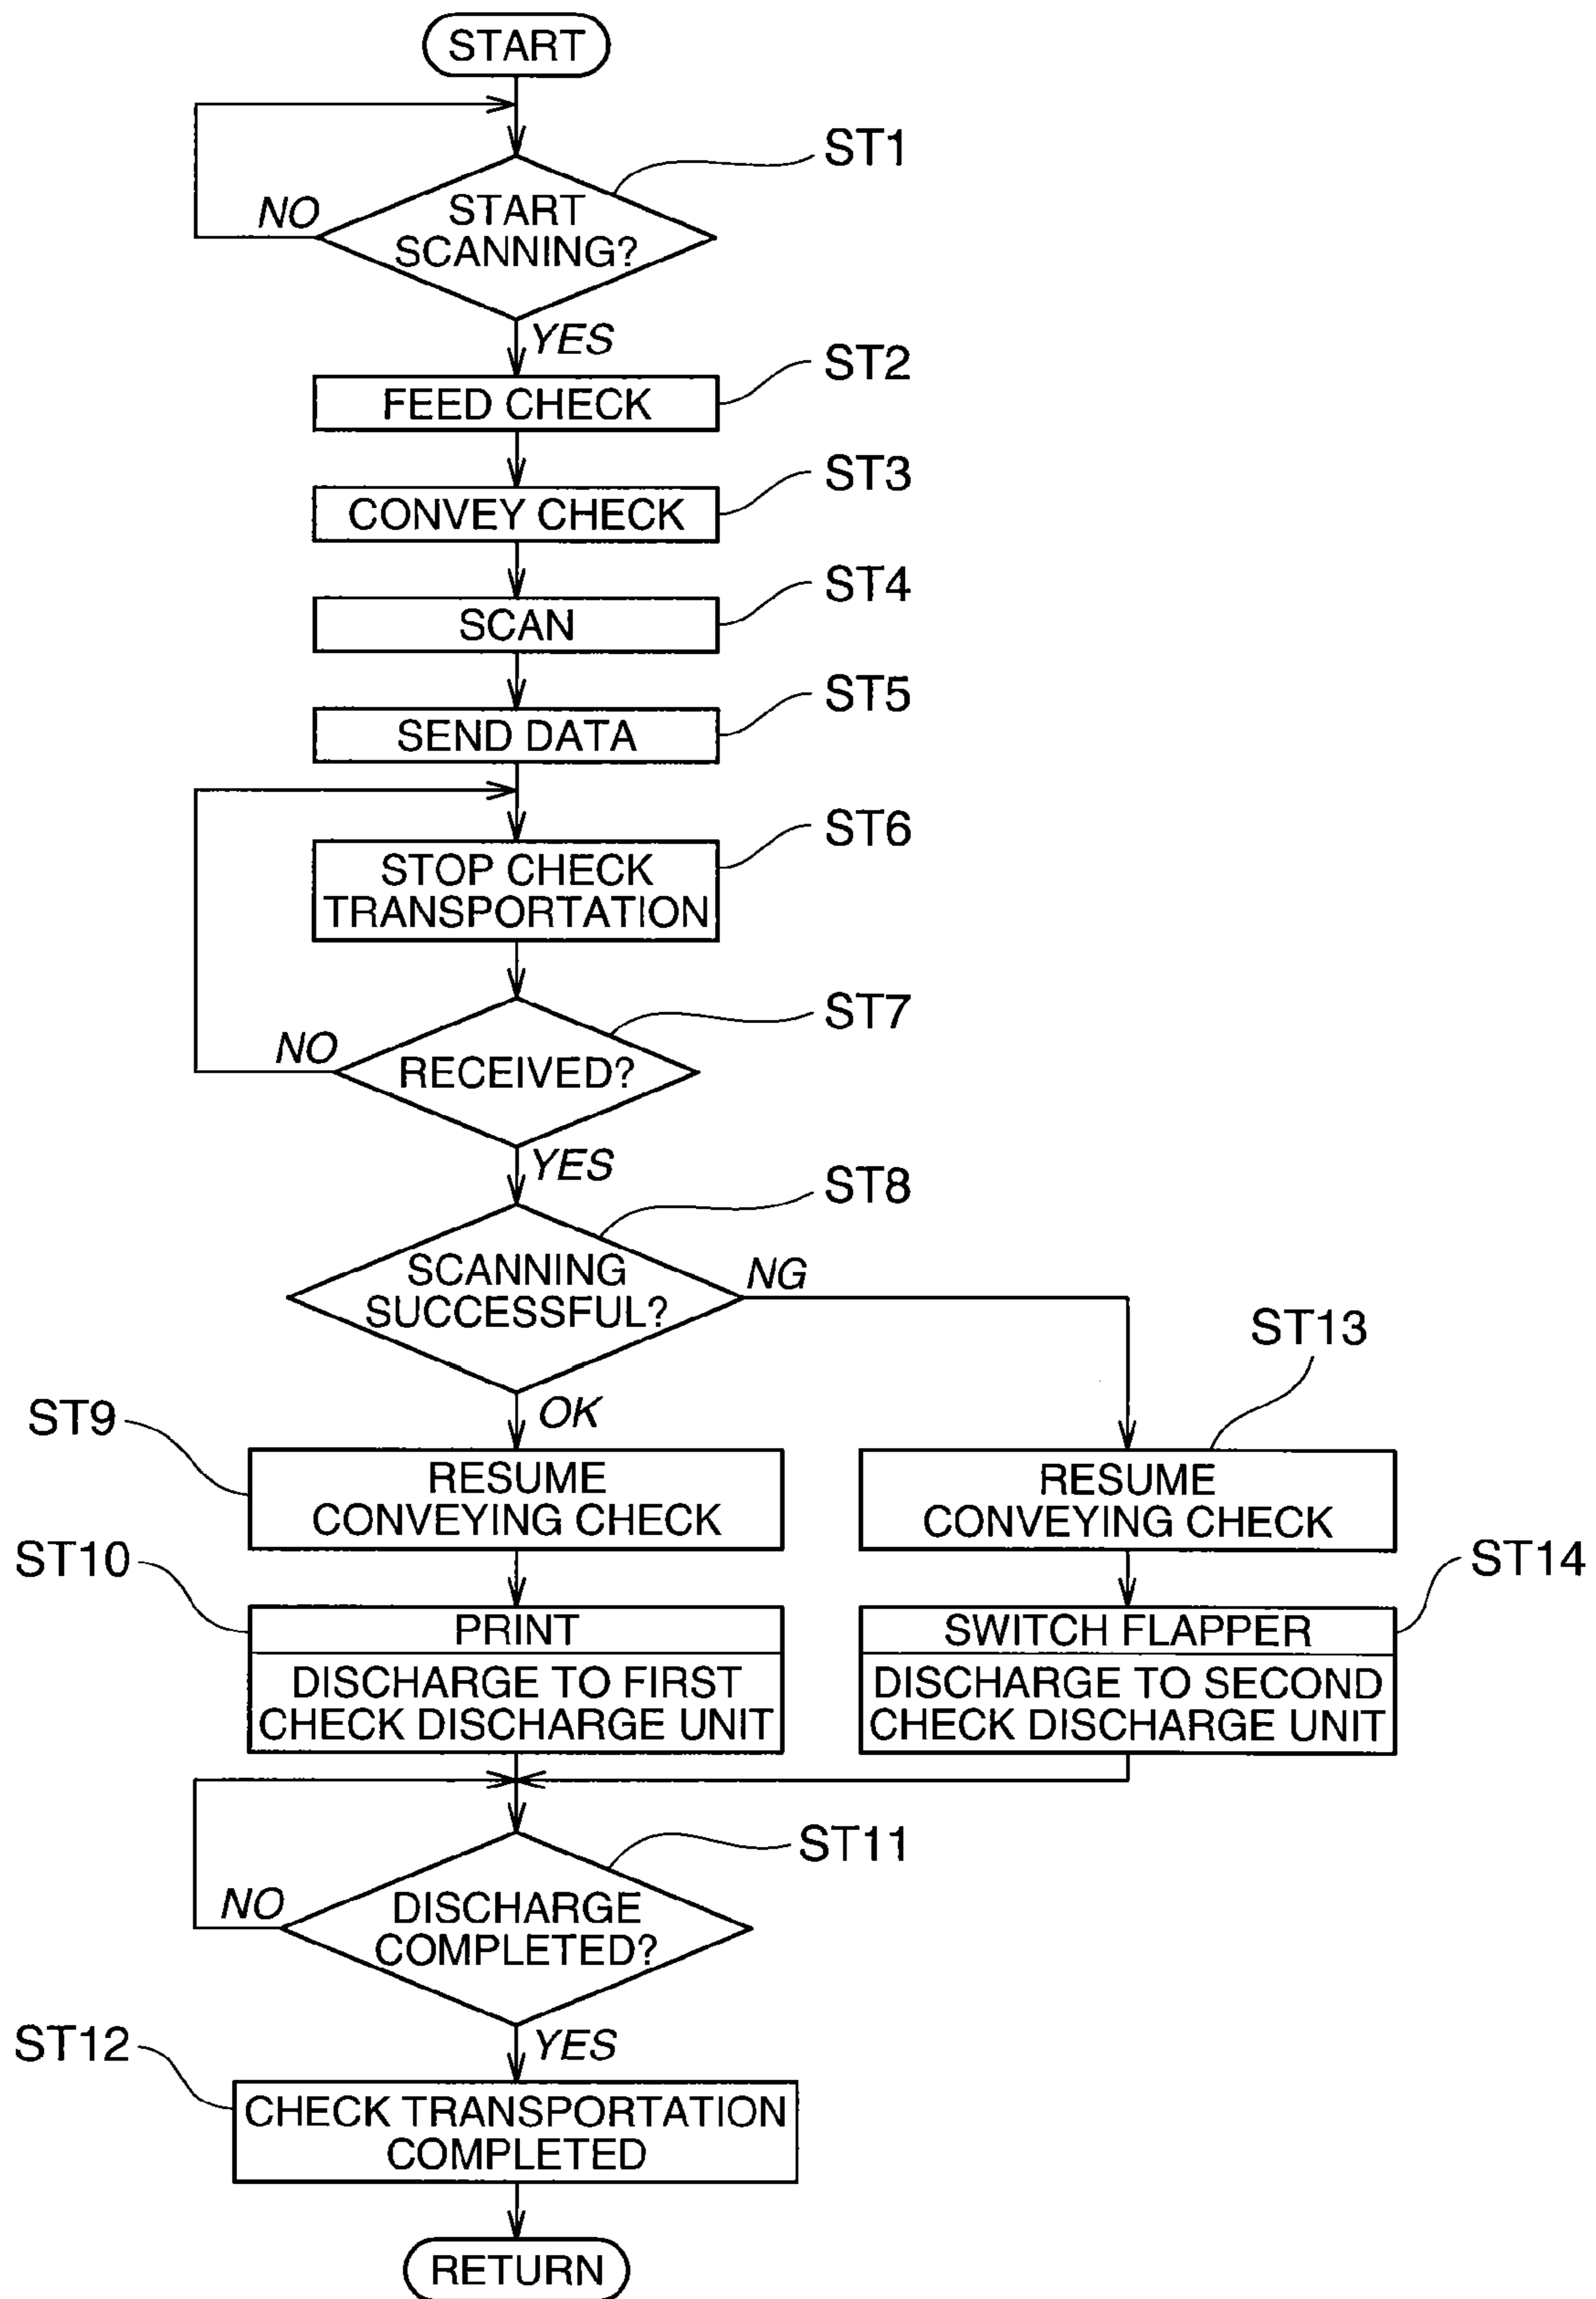 START
ST1
NO
START
SCANNING?
YES
ST2
FEED CHECK
ST3
CONVEY CHECK
ST4
SCAN
ST5
SEND DATA
ST6
STOP CHECK
TRANSPORTATION
ST7
NO
RECEIVED?
YES
ST8
SCANNING
SUCCESSFUL?
NG
OK
ST9
RESUME
CONVEYING CHECK
ST13
RESUME
CONVEYING CHECK
ST10
PRINT
DISCHARGE TO FIRST
CHECK DISCHARGE UNIT
ST14
SWITCH FLAPPER
DISCHARGE TO SECOND
CHECK DISCHARGE UNIT
ST11
NO
DISCHARGE
COMPLETED?
YES
ST12
CHECK TRANSPORTATION
COMPLETED
RETURN